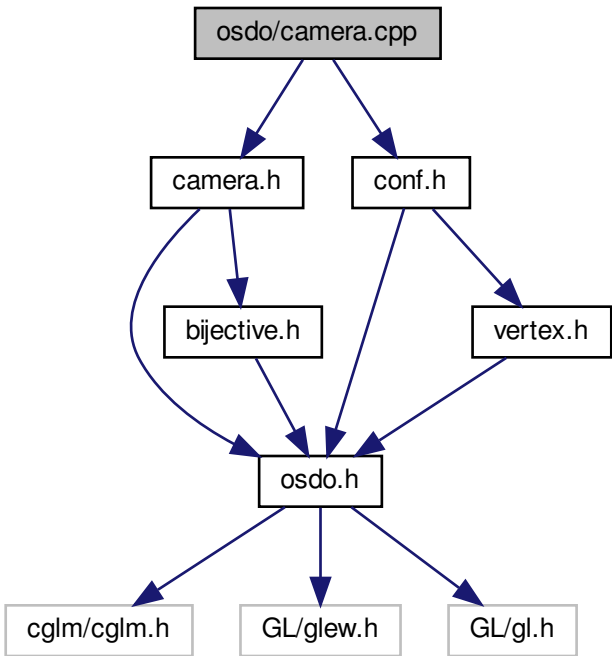 osdo/camera.cpp
camera.h
conf.h
bijective.h
vertex.h
osdo.h
cglm/cglm.h
GL/glew.h
GL/gl.h